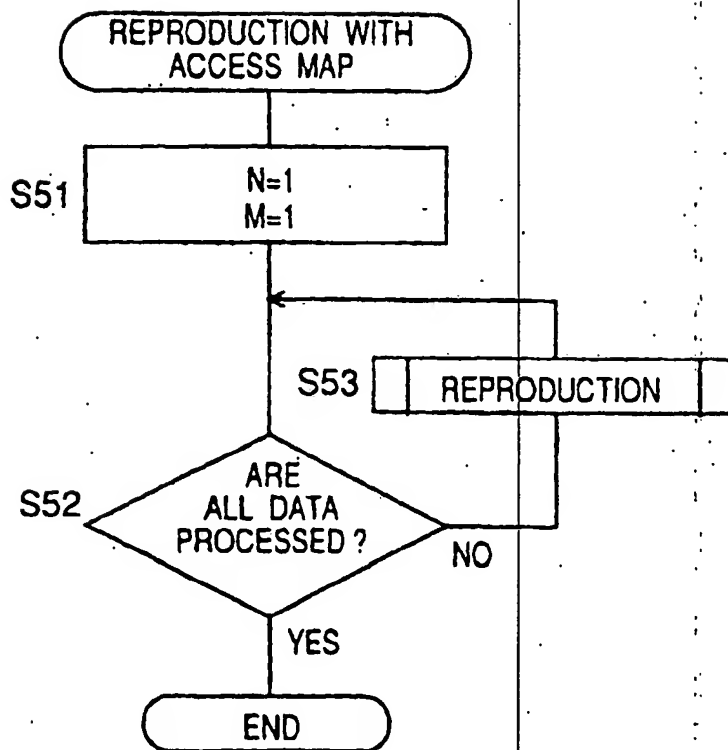 REPRODUCTION WITH
ACCESS MAP
S51
N=1
M=1
S53
REPRODUCTION
S52
ARE
ALL DATA
PROCESSED?
NO
YES
END